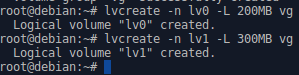 root@debian:~# lvcreate -n lv0 -L 200MB vg
  Logical volume "lv0" created.
root@debian:~# lvcreate -n lv1 -L 300MB vg
  Logical volume "lv1" created.
root@debian:~#